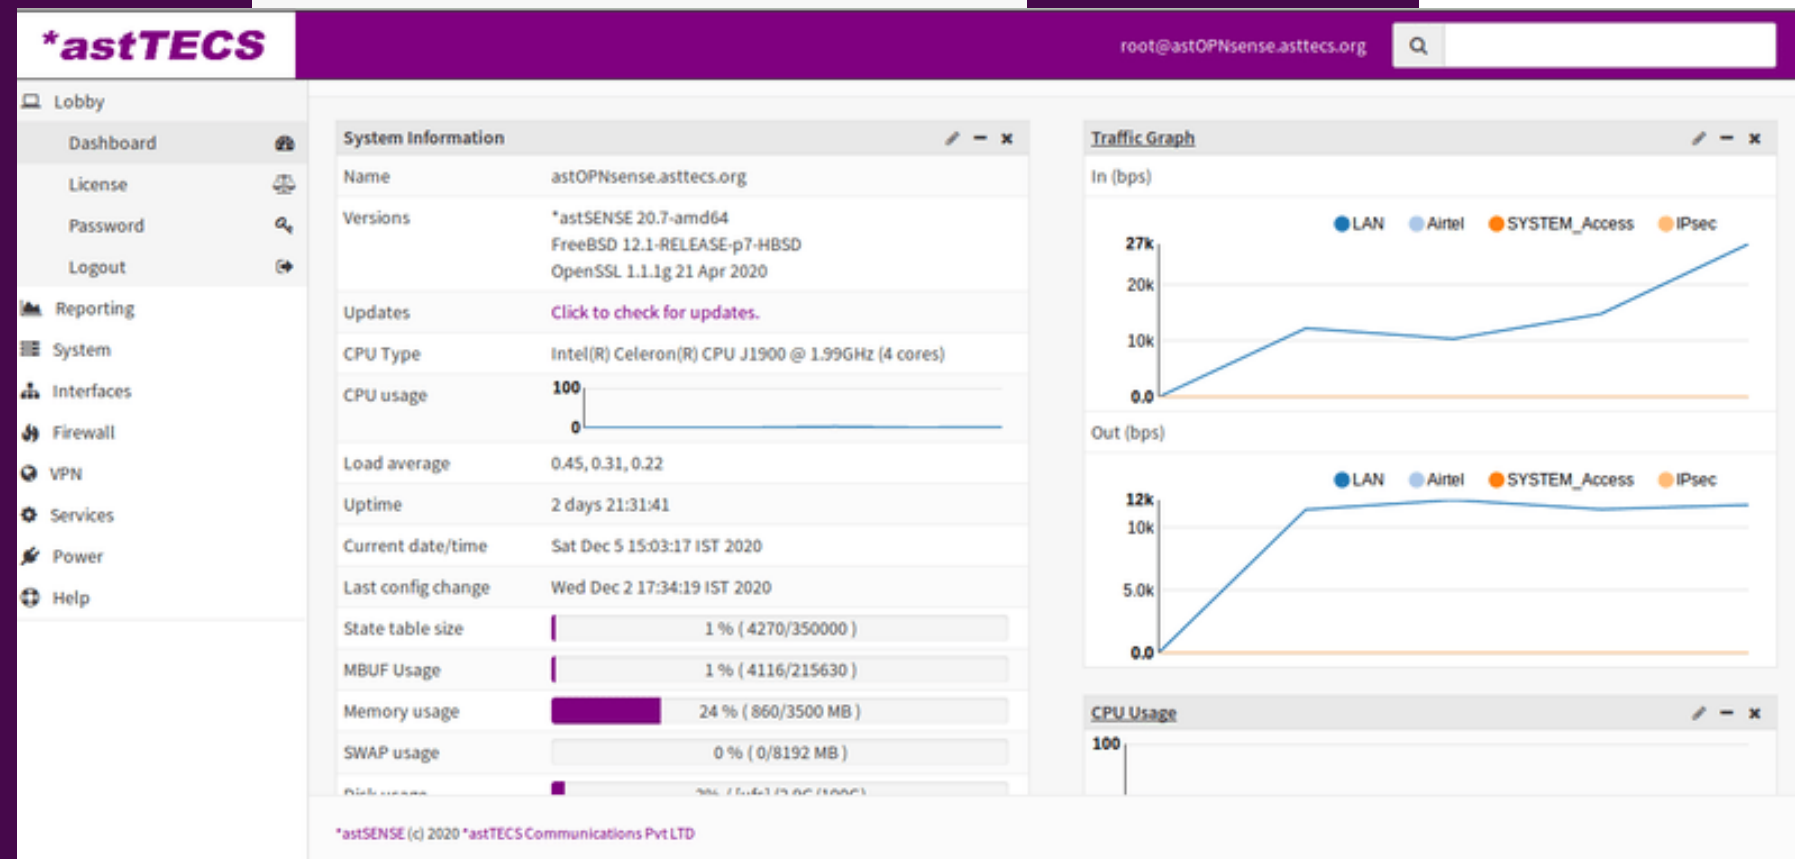 *astTECS
root@astOPNsense.asttecs.org
Lobby
Dashboard
License
Password
Logout
Reporting
System
Interfaces
Firewall
VPN
Services
Power
Help
System Information
Name astOPNsense.asttecs.org
Versions *astSENSE 20.7-amd64
FreeBSD 12.1-RELEASE-p7-HBSD
OpenSSL 1.1.1g 21 Apr 2020
Updates Click to check for updates.
CPU Type Intel(R) Celeron(R) CPU J1900 @ 1.99GHz (4 cores)
CPU usage 100
0
Load average 0.45, 0.31, 0.22
Uptime 2 days 21:31:41
Current date/time Sat Dec 5 15:03:17 IST 2020
Last config change Wed Dec 2 17:34:19 IST 2020
State table size 1 % ( 4270/350000 )
MBUF Usage 1 % ( 4116/215630 )
Memory usage 24 % ( 860/3500 MB )
SWAP usage 0 % ( 0/8192 MB )
Disk usage
Traffic Graph
In (bps)
LAN Airtel SYSTEM_Access IPsec
27k
20k
10k
0.0
Out (bps)
LAN Airtel SYSTEM_Access IPsec
12k
10k
5.0k
0.0
CPU Usage
100
*astSENSE (c) 2020 *astTECS Communications Pvt LTD